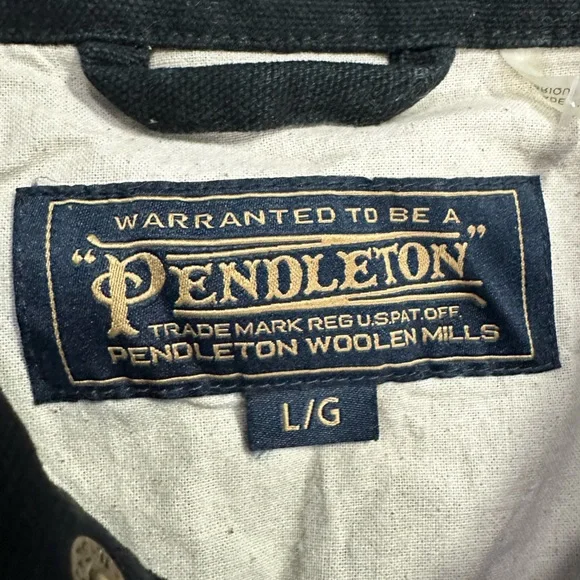 WARRANTED TO BE A
"PENDLETON"
TRADE MARK REG U.S. PAT. OFF.
PENDLETON WOOLEN MILLS
L/G